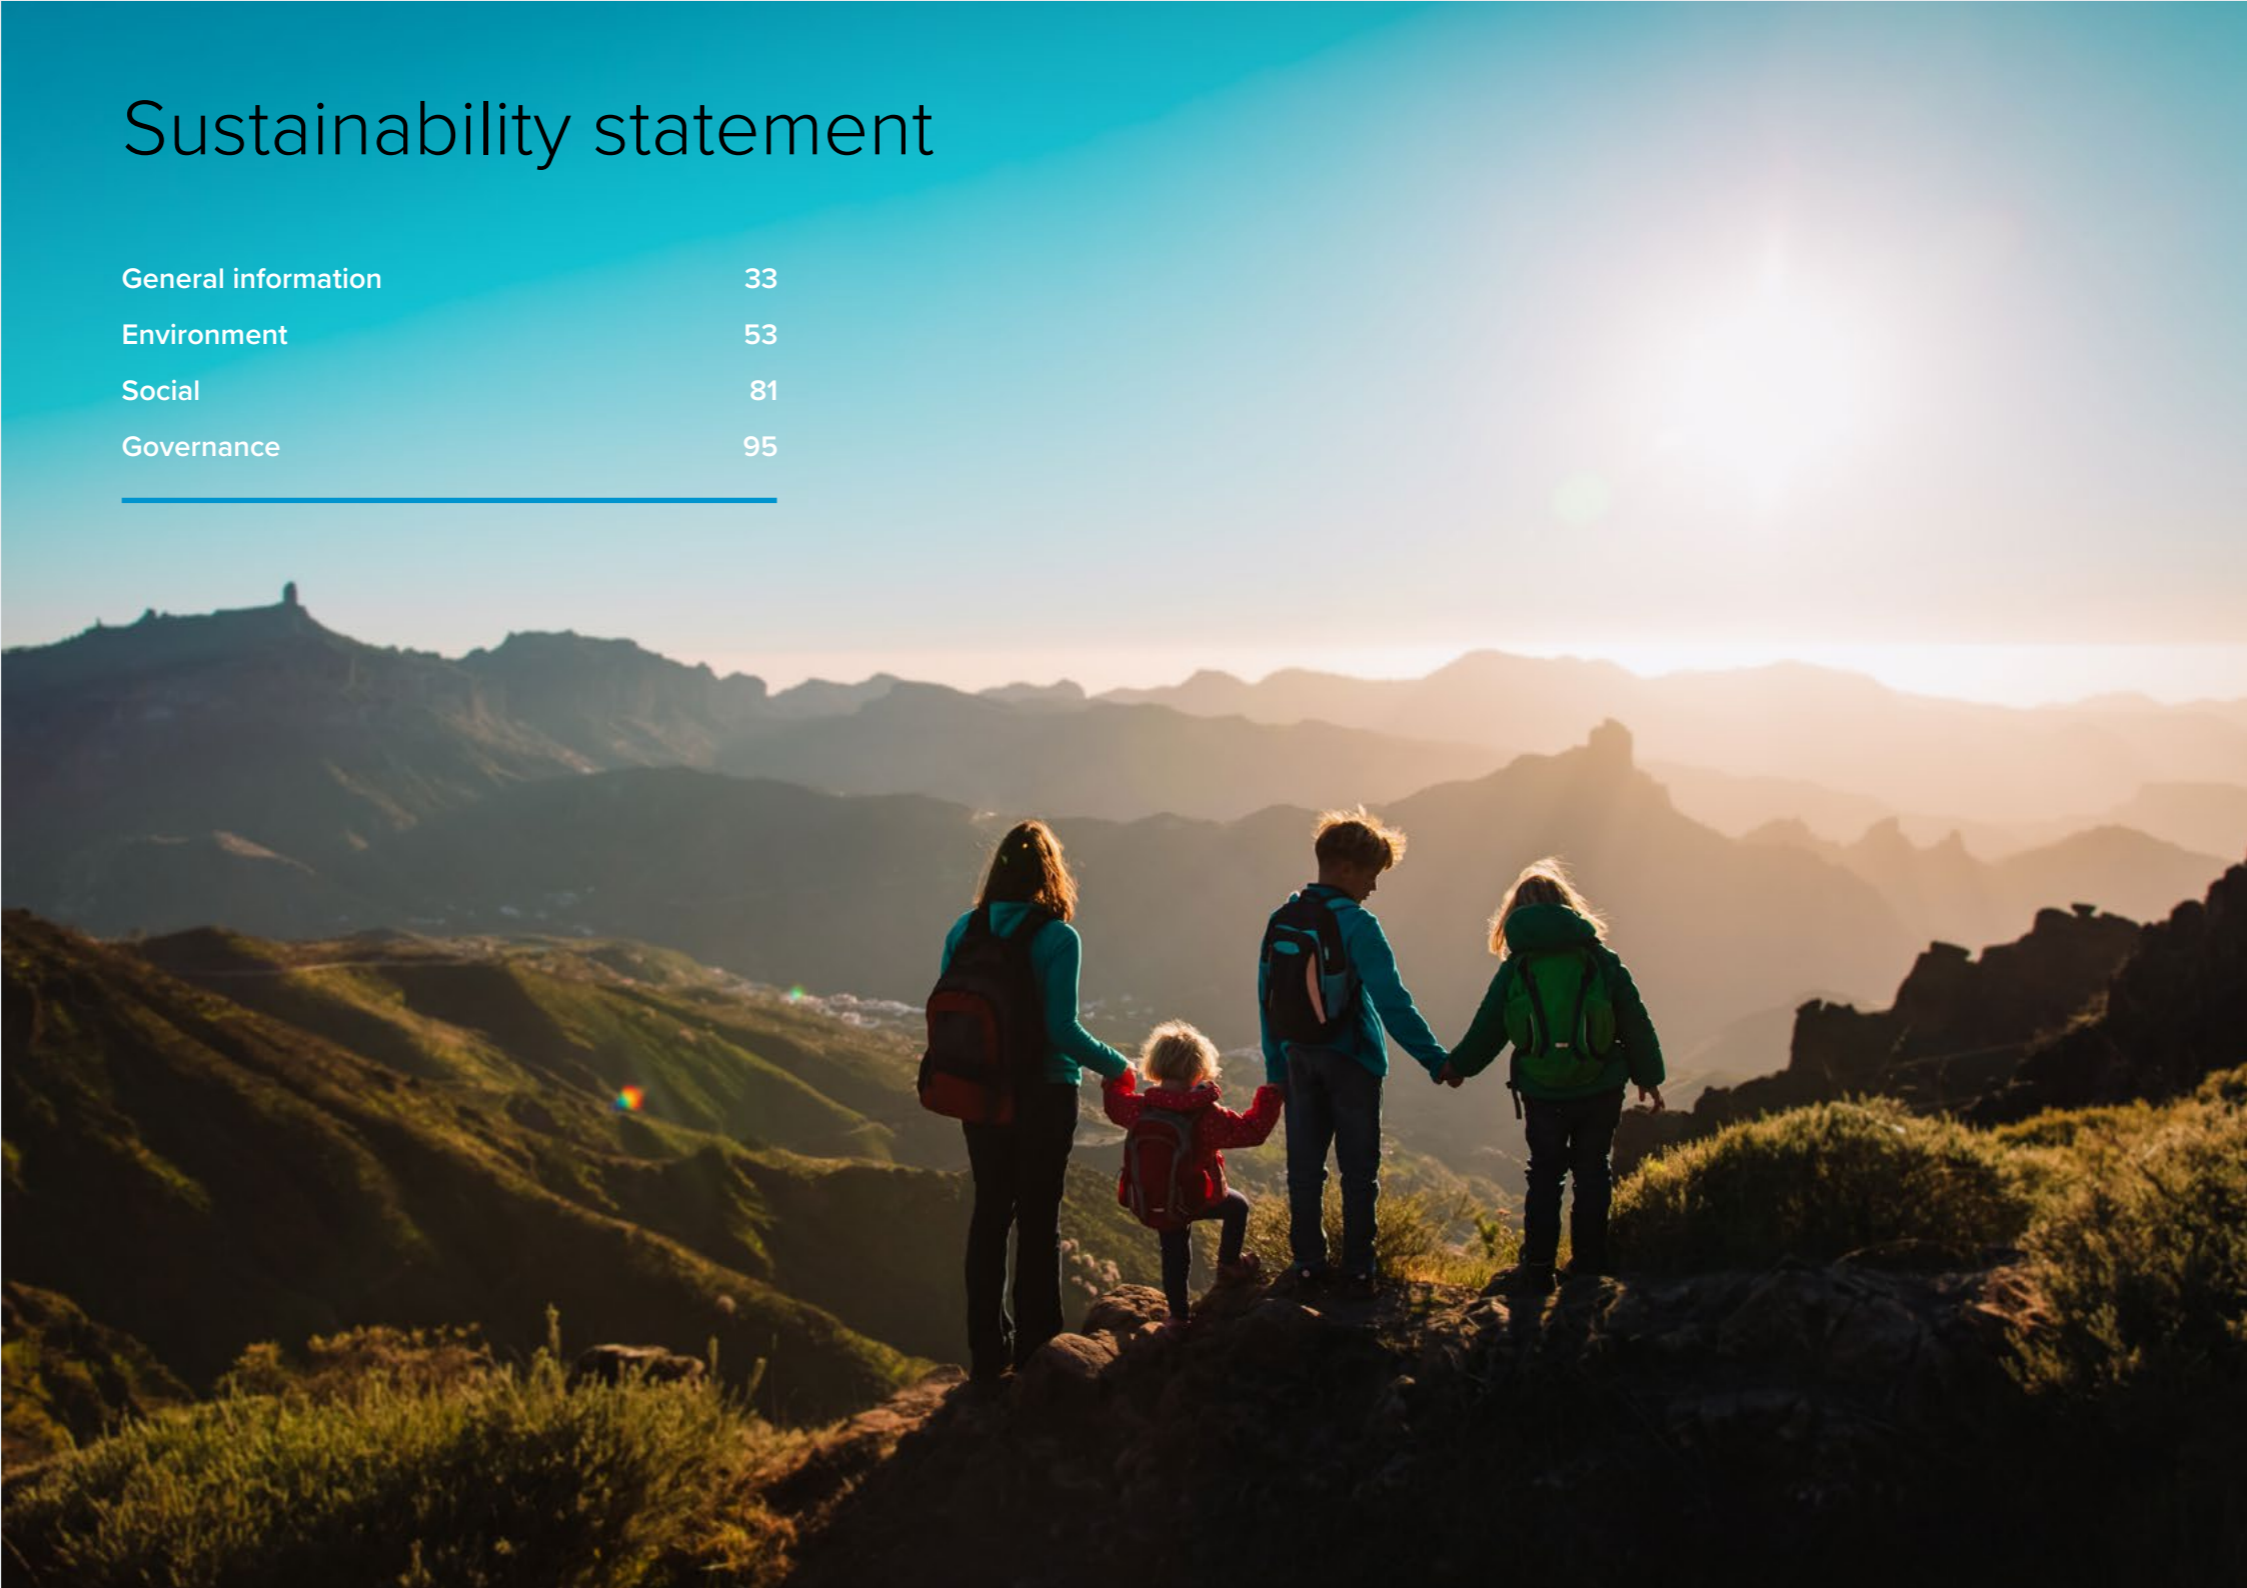 Sustainability statement
General information 33
Environment 53
Social 81
Governance 95